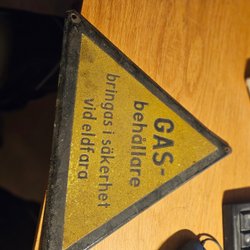 GAS-
behållare
bringas i säkerhet
vid eldfara